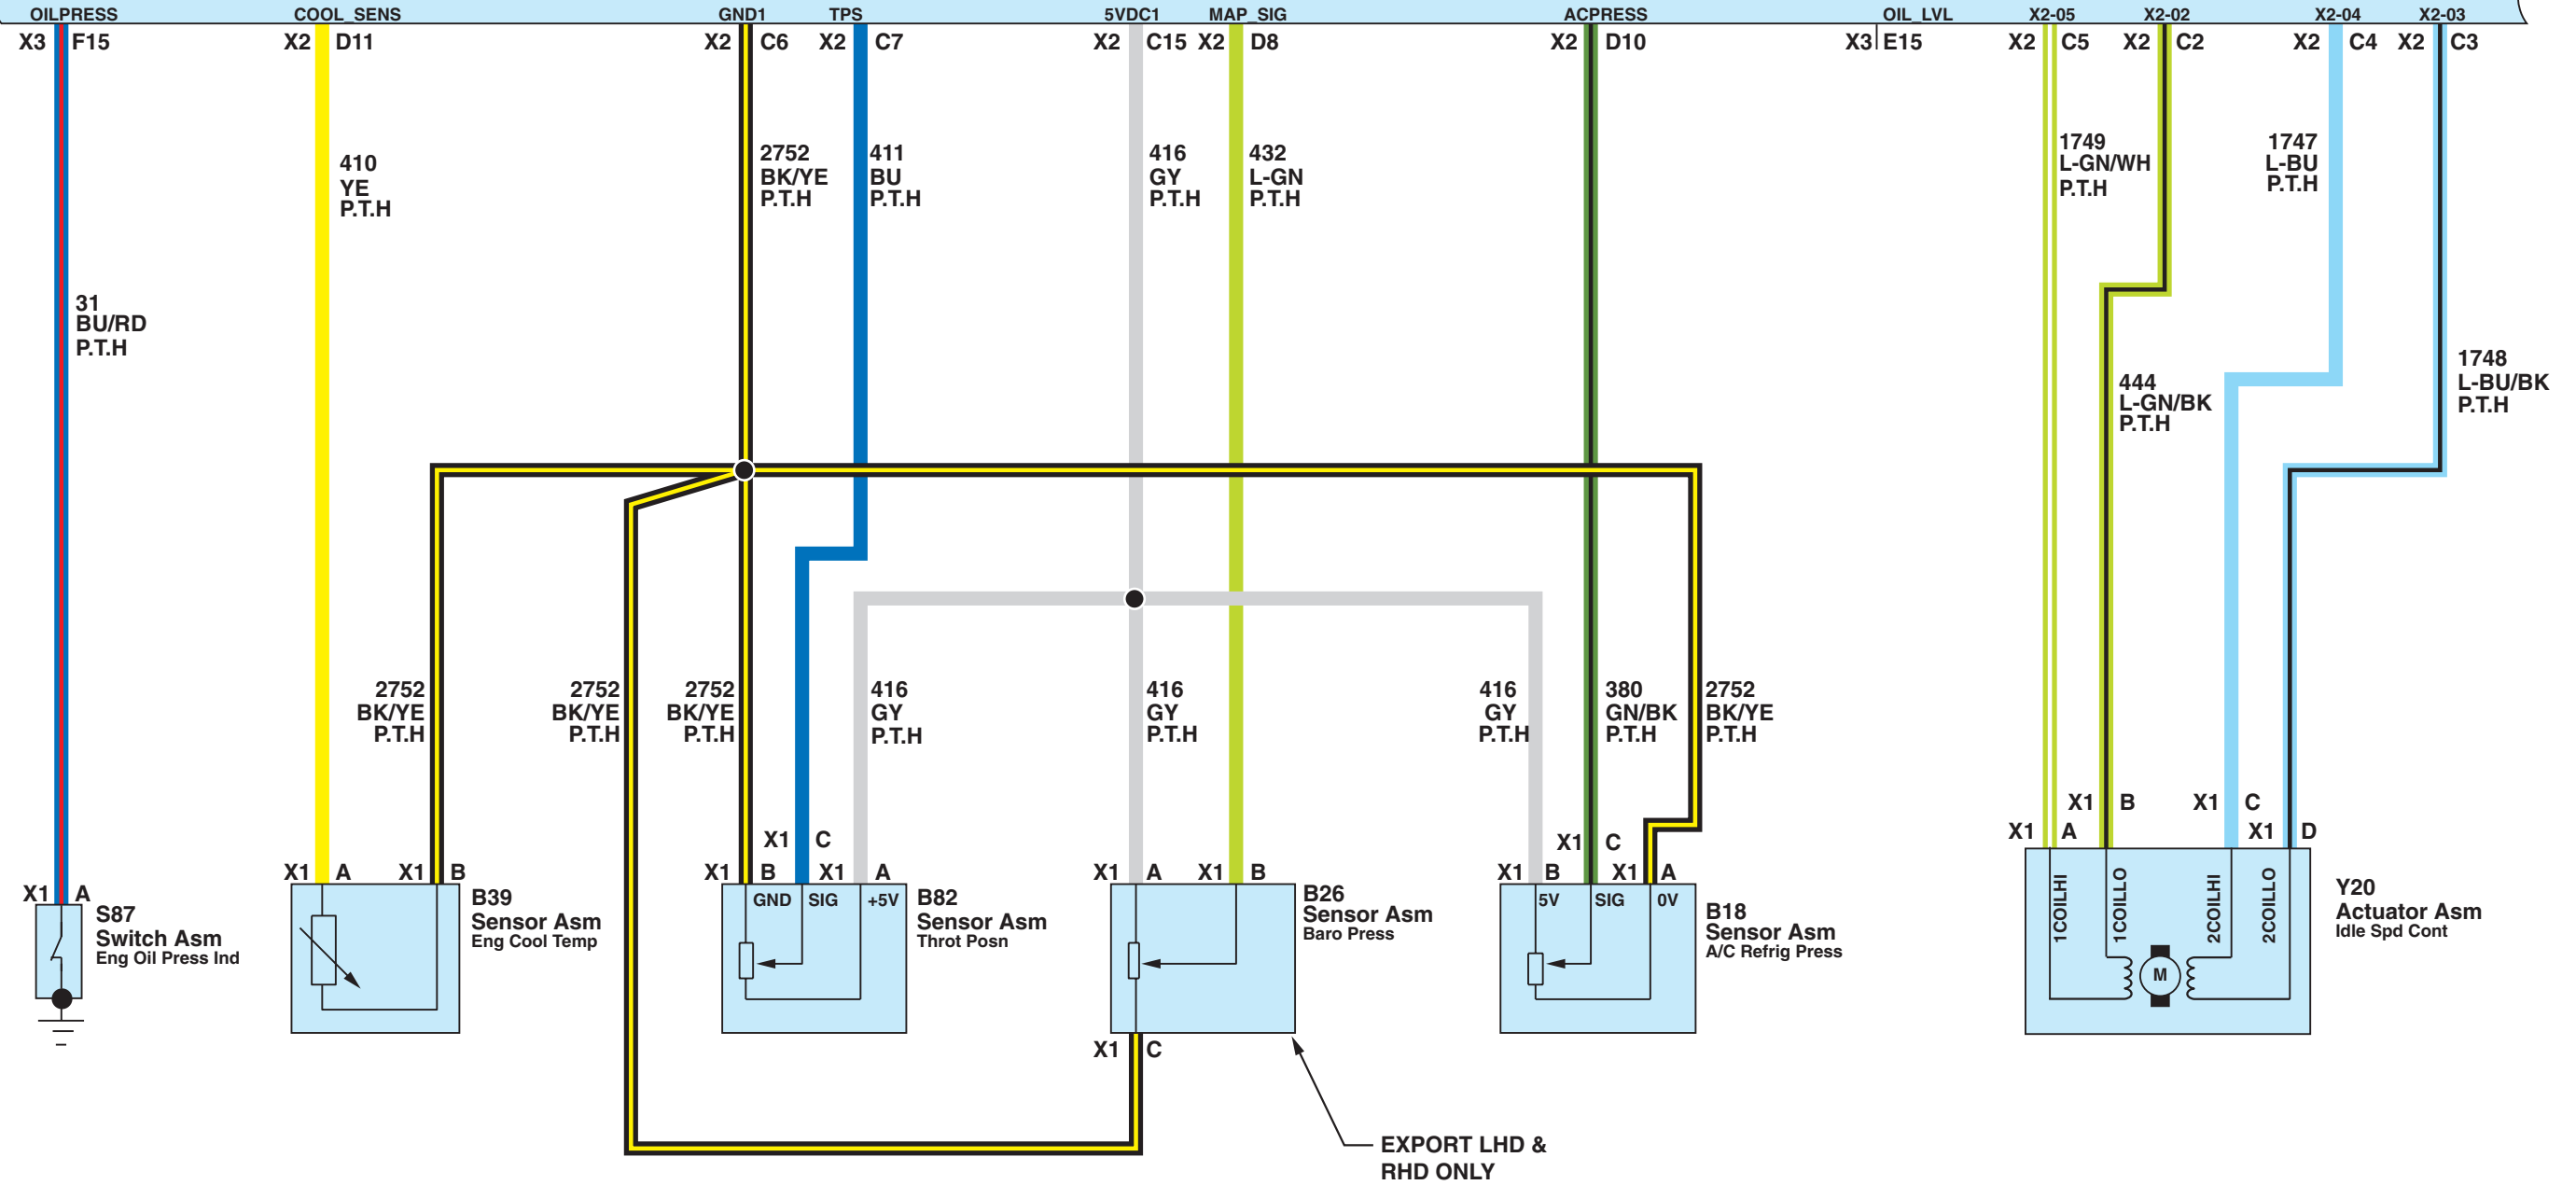 OILPRESS COOL_SENS GND1 TPS 5VDC1 MAP_SIG ACPRESS OIL_LVL X2-05 X2-02 X2-04 X2-03
X3 F15 X2 D11 X2 C6 X2 C7 X2 C15 X2 D8 X2 D10 X3 E15 X2 C5 X2 C2 X2 C4 X2 C3
31
BU/RD
P.T.H
410
YE
P.T.H
2752
BK/YE
P.T.H
411
BU
P.T.H
416
GY
P.T.H
432
L-GN
P.T.H
1749
L-GN/WH
P.T.H
1747
L-BU
P.T.H
444
L-GN/BK
P.T.H
1748
L-BU/BK
P.T.H
2752
BK/YE
P.T.H
2752
BK/YE
P.T.H
2752
BK/YE
P.T.H
416
GY
P.T.H
416
GY
P.T.H
416
GY
P.T.H
380
GN/BK
P.T.H
2752
BK/YE
P.T.H
X1 A
S87
Switch Asm
Eng Oil Press Ind
X1 A X1 B
B39
Sensor Asm
Eng Cool Temp
X1 C
X1 B X1 A
GND SIG +5V
B82
Sensor Asm
Throt Posn
X1 A X1 B
B26
Sensor Asm
Baro Press
X1 C
EXPORT LHD &
RHD ONLY
X1 C
X1 B X1 A
5V SIG 0V
B18
Sensor Asm
A/C Refrig Press
X1 B X1 C
X1 A X1 D
1COILHI
1COILLO
2COILHI
2COILLO
M
Y20
Actuator Asm
Idle Spd Cont